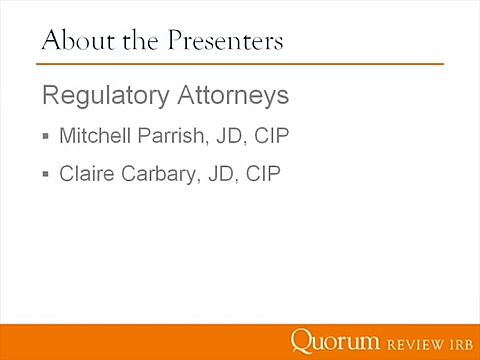 About the Presenters
Regulatory Attorneys
▪ Mitchell Parrish, JD, CIP
▪ Claire Carbary, JD, CIP
Quorum REVIEW IRB